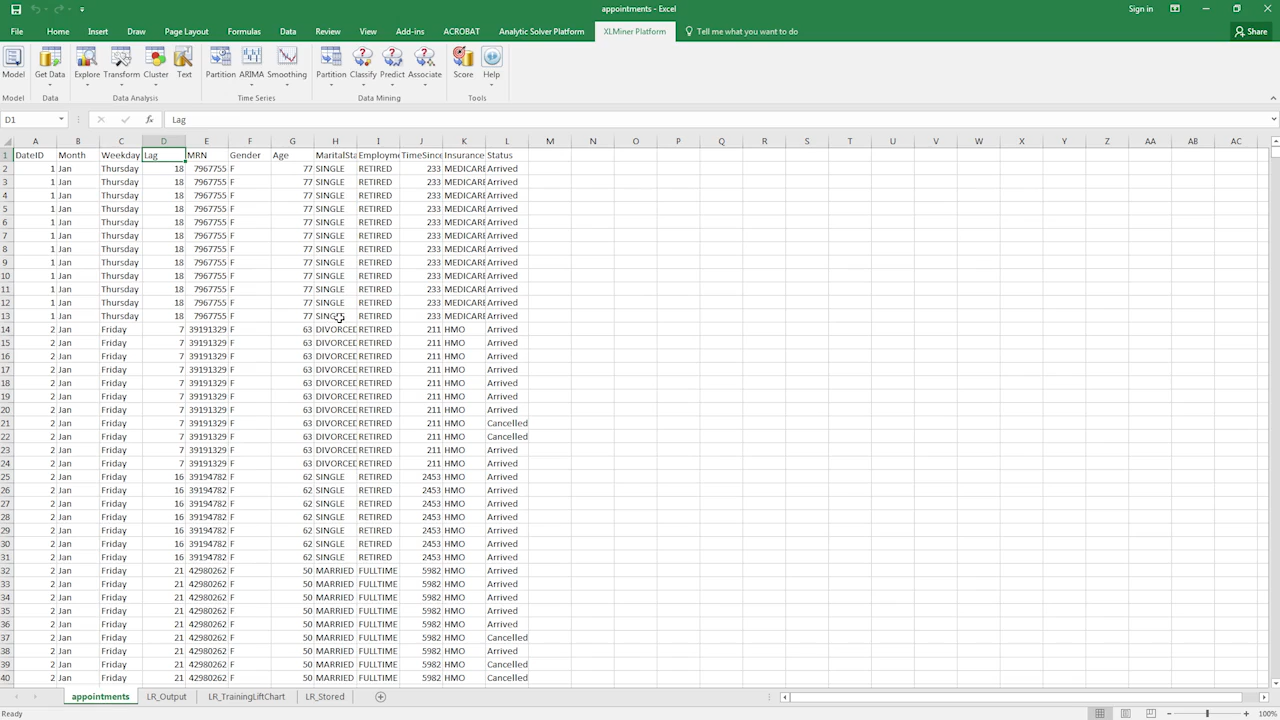 appointments - Excel
Sign in
File Home Insert Draw Page Layout Formulas Data Review View Add-ins ACROBAT Analytic Solver Platform XLMiner Platform Tell me what you want to do Share
Model Get Data Explore Transform Cluster Text Partition ARIMA Smoothing Partition Classify Predict Associate Score Help
Model Data Data Analysis Time Series Data Mining Tools
D1 fx Lag
A B C D E F G H I J K L M N O P Q R S T U V W X Y Z AA AB AC
1 DateID Month Weekday Lag MRN Gender Age MaritalSta Employme TimeSince Insurance Status
2 1 Jan Thursday 18 7967755 F 77 SINGLE RETIRED 233 MEDICARE Arrived
3 1 Jan Thursday 18 7967755 F 77 SINGLE RETIRED 233 MEDICARE Arrived
4 1 Jan Thursday 18 7967755 F 77 SINGLE RETIRED 233 MEDICARE Arrived
5 1 Jan Thursday 18 7967755 F 77 SINGLE RETIRED 233 MEDICARE Arrived
6 1 Jan Thursday 18 7967755 F 77 SINGLE RETIRED 233 MEDICARE Arrived
7 1 Jan Thursday 18 7967755 F 77 SINGLE RETIRED 233 MEDICARE Arrived
8 1 Jan Thursday 18 7967755 F 77 SINGLE RETIRED 233 MEDICARE Arrived
9 1 Jan Thursday 18 7967755 F 77 SINGLE RETIRED 233 MEDICARE Arrived
10 1 Jan Thursday 18 7967755 F 77 SINGLE RETIRED 233 MEDICARE Arrived
11 1 Jan Thursday 18 7967755 F 77 SINGLE RETIRED 233 MEDICARE Arrived
12 1 Jan Thursday 18 7967755 F 77 SINGLE RETIRED 233 MEDICARE Arrived
13 1 Jan Thursday 18 7967755 F 77 SINGLE RETIRED 233 MEDICARE Arrived
14 2 Jan Friday 7 39191329 F 63 DIVORCED RETIRED 211 HMO Arrived
15 2 Jan Friday 7 39191329 F 63 DIVORCED RETIRED 211 HMO Arrived
16 2 Jan Friday 7 39191329 F 63 DIVORCED RETIRED 211 HMO Arrived
17 2 Jan Friday 7 39191329 F 63 DIVORCED RETIRED 211 HMO Arrived
18 2 Jan Friday 7 39191329 F 63 DIVORCED RETIRED 211 HMO Arrived
19 2 Jan Friday 7 39191329 F 63 DIVORCED RETIRED 211 HMO Arrived
20 2 Jan Friday 7 39191329 F 63 DIVORCED RETIRED 211 HMO Arrived
21 2 Jan Friday 7 39191329 F 63 DIVORCED RETIRED 211 HMO Cancelled
22 2 Jan Friday 7 39191329 F 63 DIVORCED RETIRED 211 HMO Cancelled
23 2 Jan Friday 7 39191329 F 63 DIVORCED RETIRED 211 HMO Arrived
24 2 Jan Friday 7 39191329 F 63 DIVORCED RETIRED 211 HMO Arrived
25 2 Jan Friday 16 39194782 F 62 SINGLE RETIRED 2453 HMO Arrived
26 2 Jan Friday 16 39194782 F 62 SINGLE RETIRED 2453 HMO Arrived
27 2 Jan Friday 16 39194782 F 62 SINGLE RETIRED 2453 HMO Arrived
28 2 Jan Friday 16 39194782 F 62 SINGLE RETIRED 2453 HMO Arrived
29 2 Jan Friday 16 39194782 F 62 SINGLE RETIRED 2453 HMO Arrived
30 2 Jan Friday 16 39194782 F 62 SINGLE RETIRED 2453 HMO Arrived
31 2 Jan Friday 16 39194782 F 62 SINGLE RETIRED 2453 HMO Arrived
32 2 Jan Friday 21 42980262 F 50 MARRIED FULLTIME 5982 HMO Arrived
33 2 Jan Friday 21 42980262 F 50 MARRIED FULLTIME 5982 HMO Arrived
34 2 Jan Friday 21 42980262 F 50 MARRIED FULLTIME 5982 HMO Arrived
35 2 Jan Friday 21 42980262 F 50 MARRIED FULLTIME 5982 HMO Arrived
36 2 Jan Friday 21 42980262 F 50 MARRIED FULLTIME 5982 HMO Arrived
37 2 Jan Friday 21 42980262 F 50 MARRIED FULLTIME 5982 HMO Cancelled
38 2 Jan Friday 21 42980262 F 50 MARRIED FULLTIME 5982 HMO Arrived
39 2 Jan Friday 21 42980262 F 50 MARRIED FULLTIME 5982 HMO Cancelled
40 2 Jan Friday 21 42980262 F 50 MARRIED FULLTIME 5982 HMO Cancelled
appointments LR_Output LR_TrainingLiftChart LR_Stored
Ready 100%